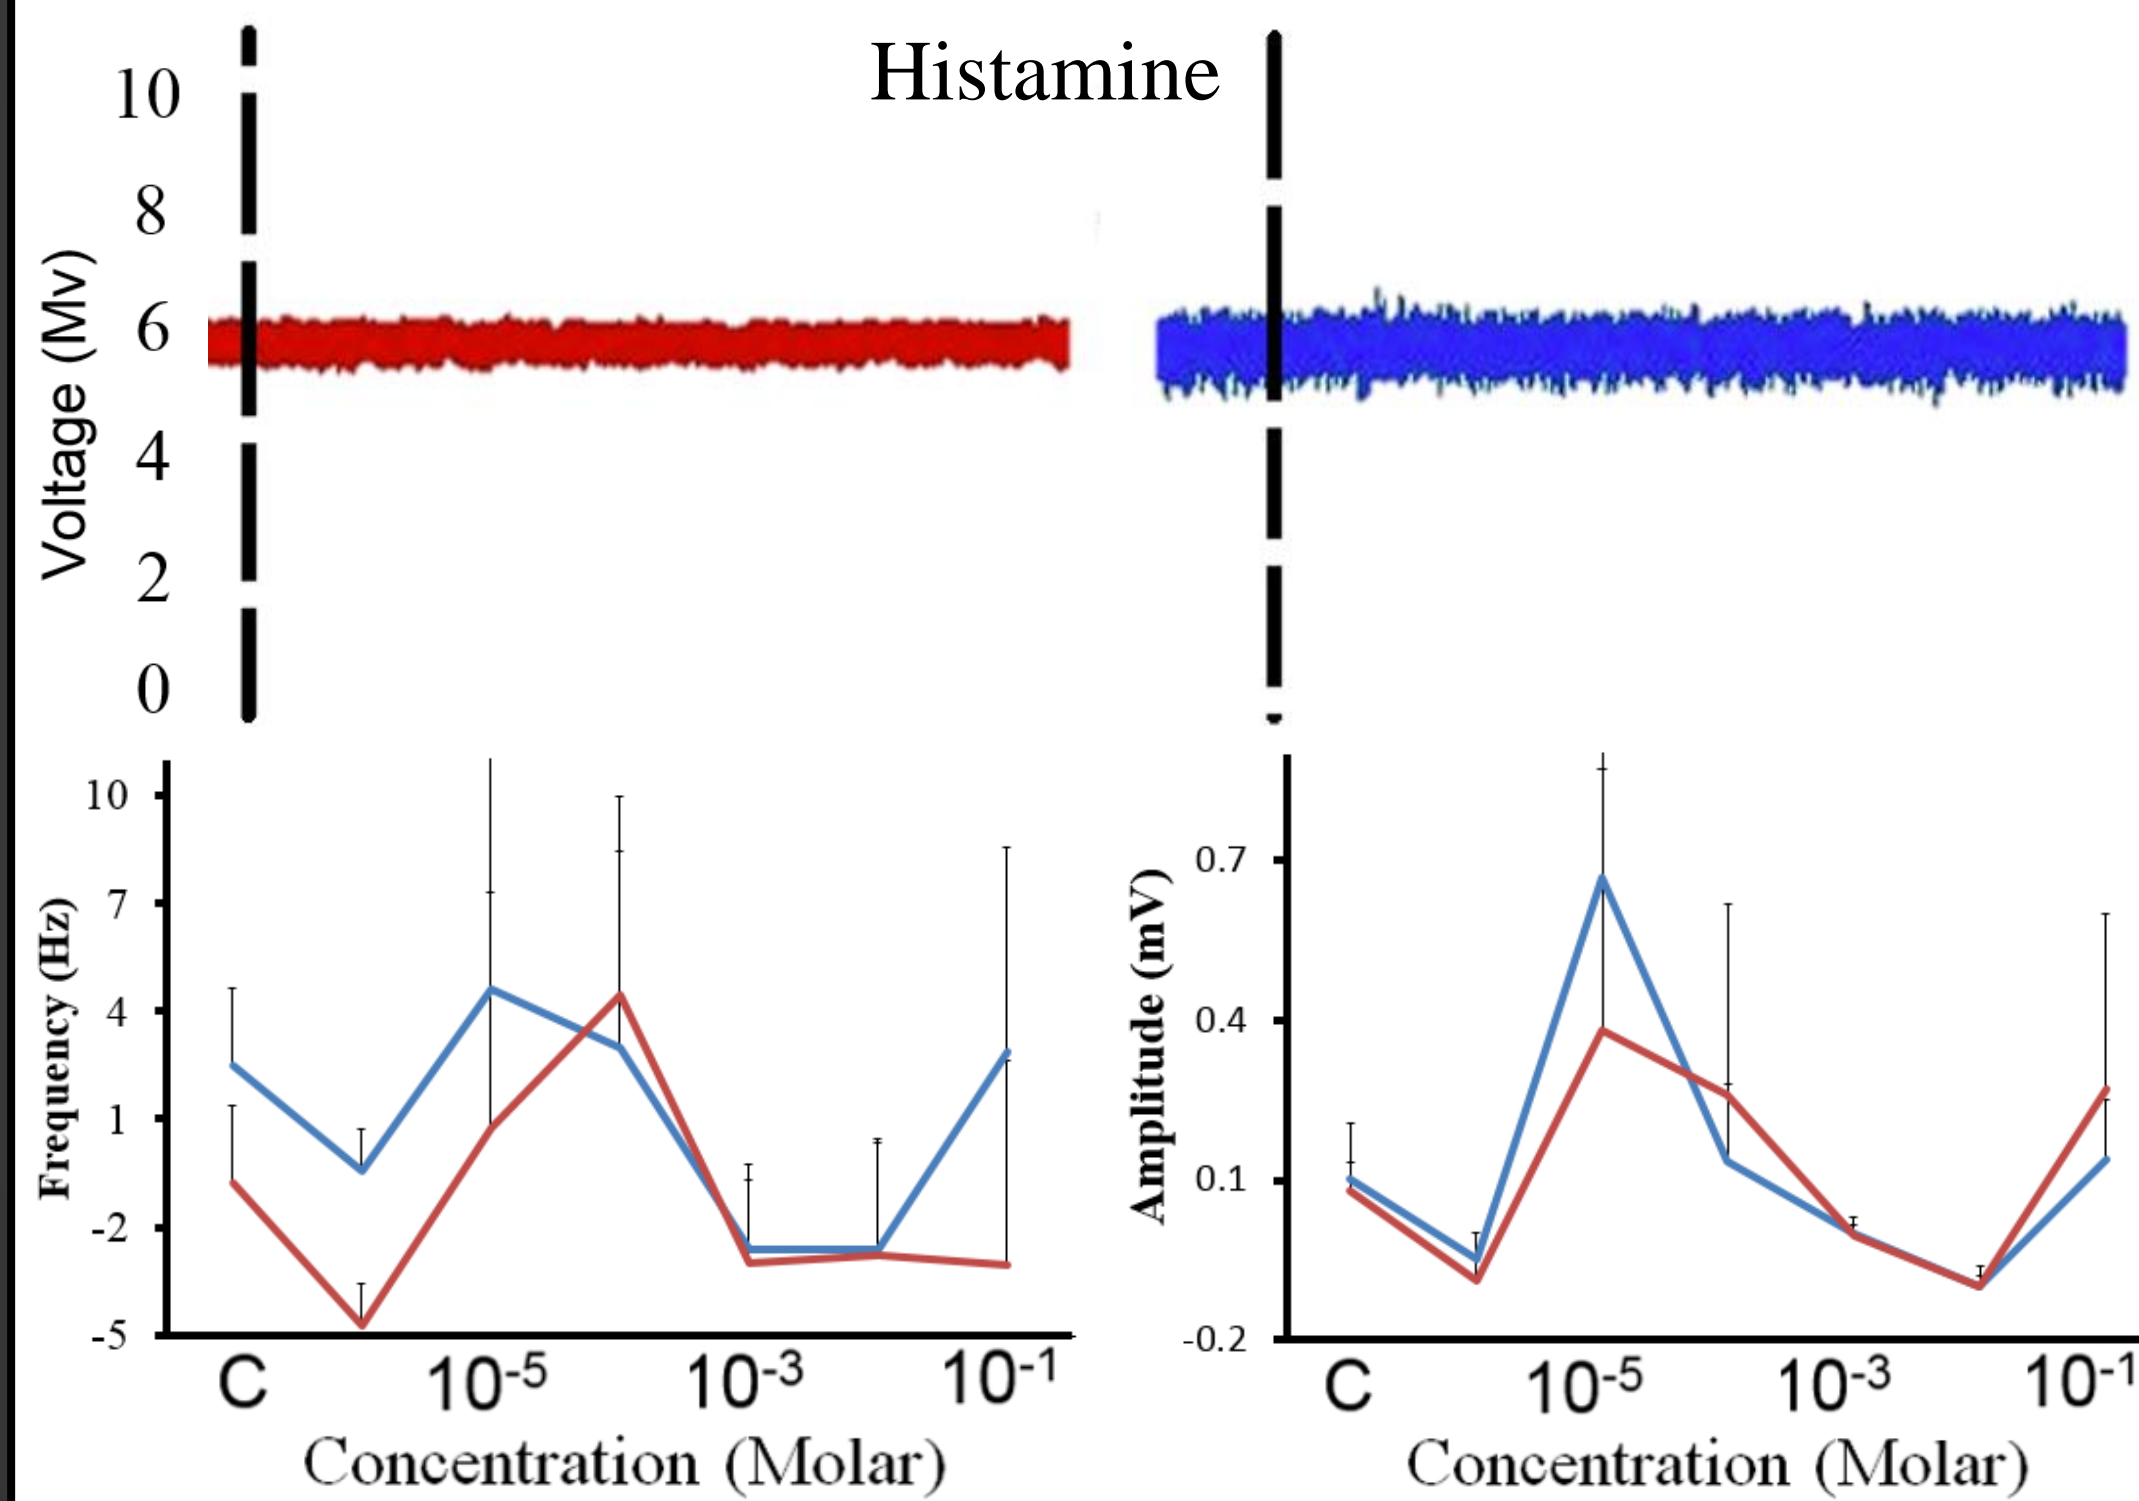 Histamine
Voltage (Mv)
10
8
6
4
2
0
Frequency (Hz)
10
7
4
1
-2
-5
C 10⁻⁵ 10⁻³ 10⁻¹
Concentration (Molar)
Amplitude (mV)
0.7
0.4
0.1
-0.2
C 10⁻⁵ 10⁻³ 10⁻¹
Concentration (Molar)